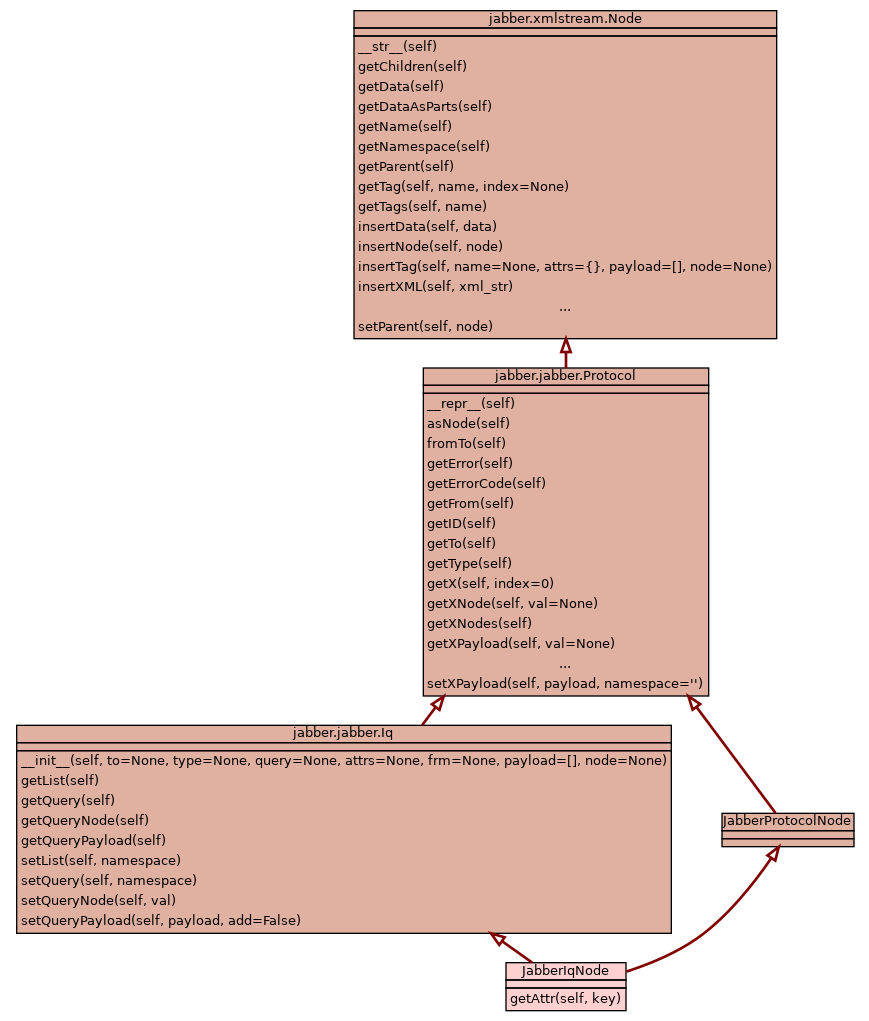 jabber.xmlstream.Node
__str__(self)
getChildren(self)
getData(self)
getDataAsParts(self)
getName(self)
getNamespace(self)
getParent(self)
getTag(self, name, index=None)
getTags(self, name)
insertData(self, data)
insertNode(self, node)
insertTag(self, name=None, attrs={}, payload=[], node=None)
insertXML(self, xml_str)
...
setParent(self, node)
jabber.jabber.Protocol
__repr__(self)
asNode(self)
fromTo(self)
getError(self)
getErrorCode(self)
getFrom(self)
getID(self)
getTo(self)
getType(self)
getX(self, index=0)
getXNode(self, val=None)
getXNodes(self)
getXPayload(self, val=None)
...
setXPayload(self, payload, namespace='')
jabber.jabber.Iq
__init__(self, to=None, type=None, query=None, attrs=None, frm=None, payload=[], node=None)
getList(self)
getQuery(self)
getQueryNode(self)
getQueryPayload(self)
setList(self, namespace)
setQuery(self, namespace)
setQueryNode(self, val)
setQueryPayload(self, payload, add=False)
JabberProtocolNode
JabberIqNode
getAttr(self, key)